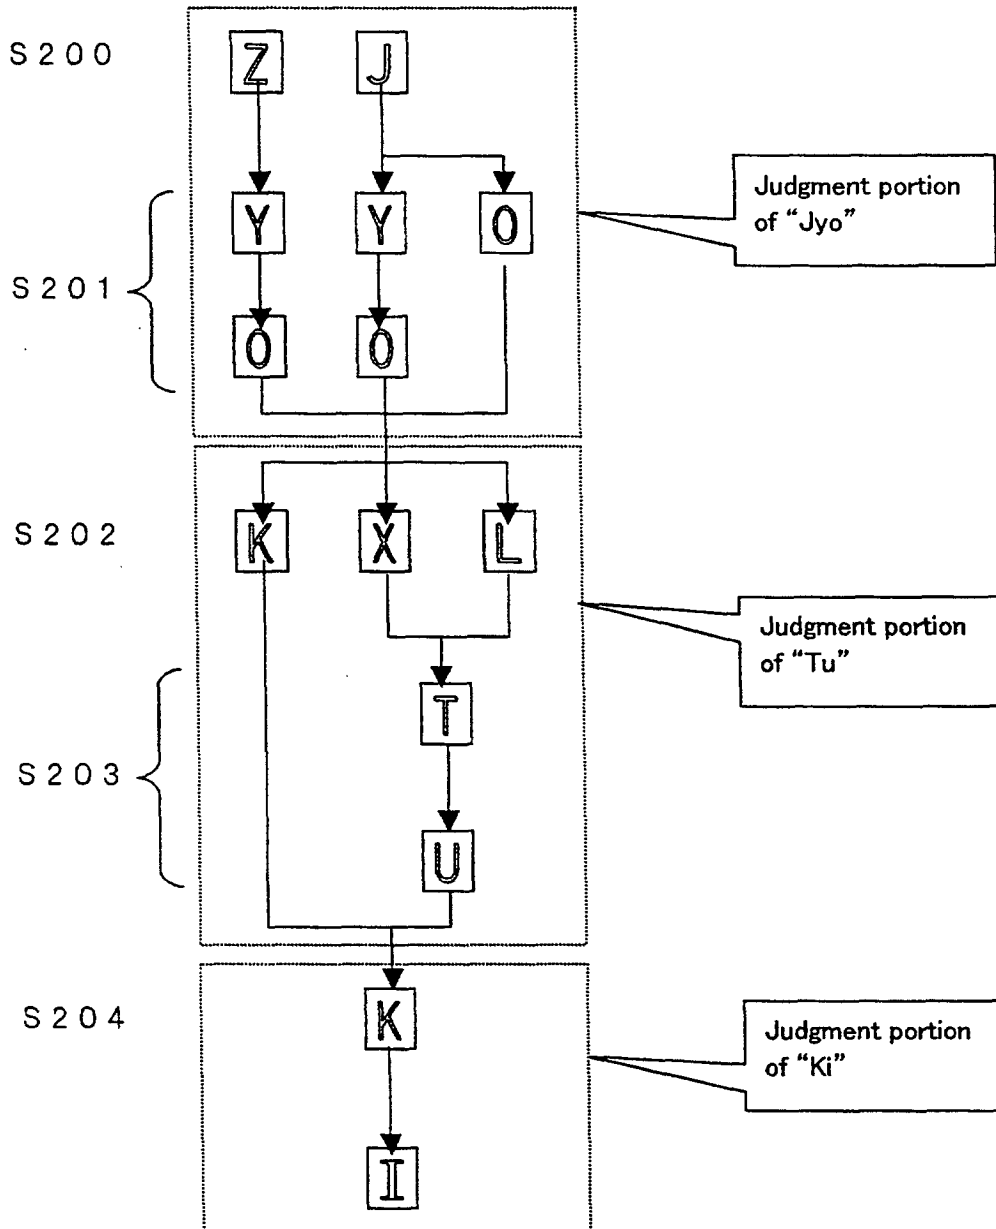 S200
Z J
Judgment portion
of "Jyo"
Y Y O
S201
O O
S202
K X L
Judgment portion
of "Tu"
T
S203
U
S204
K
Judgment portion
of "Ki"
I